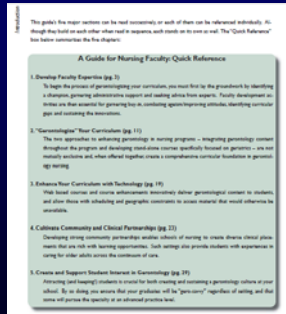 Introduction
This guide's five major sections can be read successively, or each of them can be referenced individually. Al-
though they build on each other when read in sequence, each stands on its own as well. The "Quick Reference"
box below summarizes the five chapters:
A Guide for Nursing Faculty: Quick Reference
1. Develop Faculty Expertise (pg. 3)
To begin the process of gerontologizing your curriculum, you must first lay the groundwork by identifying
a champion, garnering administrative support and seeking advice from experts. Faculty development ac-
tivities are then essential for garnering buy-in, conducting system/improving attitudes, identifying curricular
gaps and sustaining the innovations.
2. "Gerontologize" Your Curriculum (pg. 11)
The two approaches to enhancing gerontology in nursing programs – integrating gerontology content
throughout the program and developing stand-alone courses specifically focused on geriatrics – are not
mutually exclusive and, when offered together, create a comprehensive curricular foundation in gerontol-
ogy nursing
3. Enhance Your Curriculum with Technology (pg. 19)
Web based courses and course enhancements innovatively deliver gerontological content to students
and allow those with scheduling and geographic constraints to access material that would otherwise be
unavailable.
4. Cultivate Community and Clinical Partnerships (pg. 23)
Developing strong community partnerships enables schools of nursing to create diverse clinical place-
ments that are rich with learning opportunities. Such settings also provide students with experiences in
caring for older adults across the continuum of care.
5. Create and Support Student Interest in Gerontology (pg. 29)
Attracting (and keeping!) students is crucial for both creating and sustaining a gerontology culture at your
school. By so doing, you ensure that your graduates will be "gero-savvy" regardless of setting, and that
some will pursue the specialty at an advanced practice level.